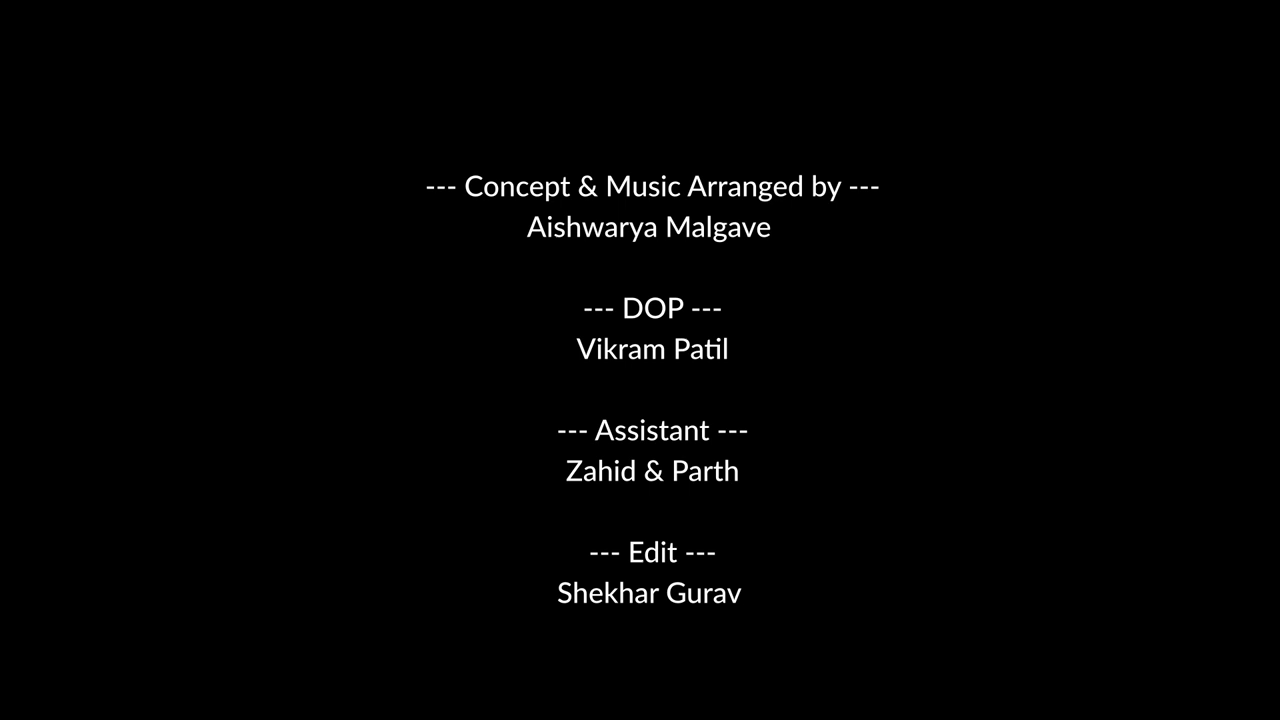 --- Concept & Music Arranged by ---
Aishwarya Malgave
--- DOP ---
Vikram Patil
--- Assistant ---
Zahid & Parth
--- Edit ---
Shekhar Gurav